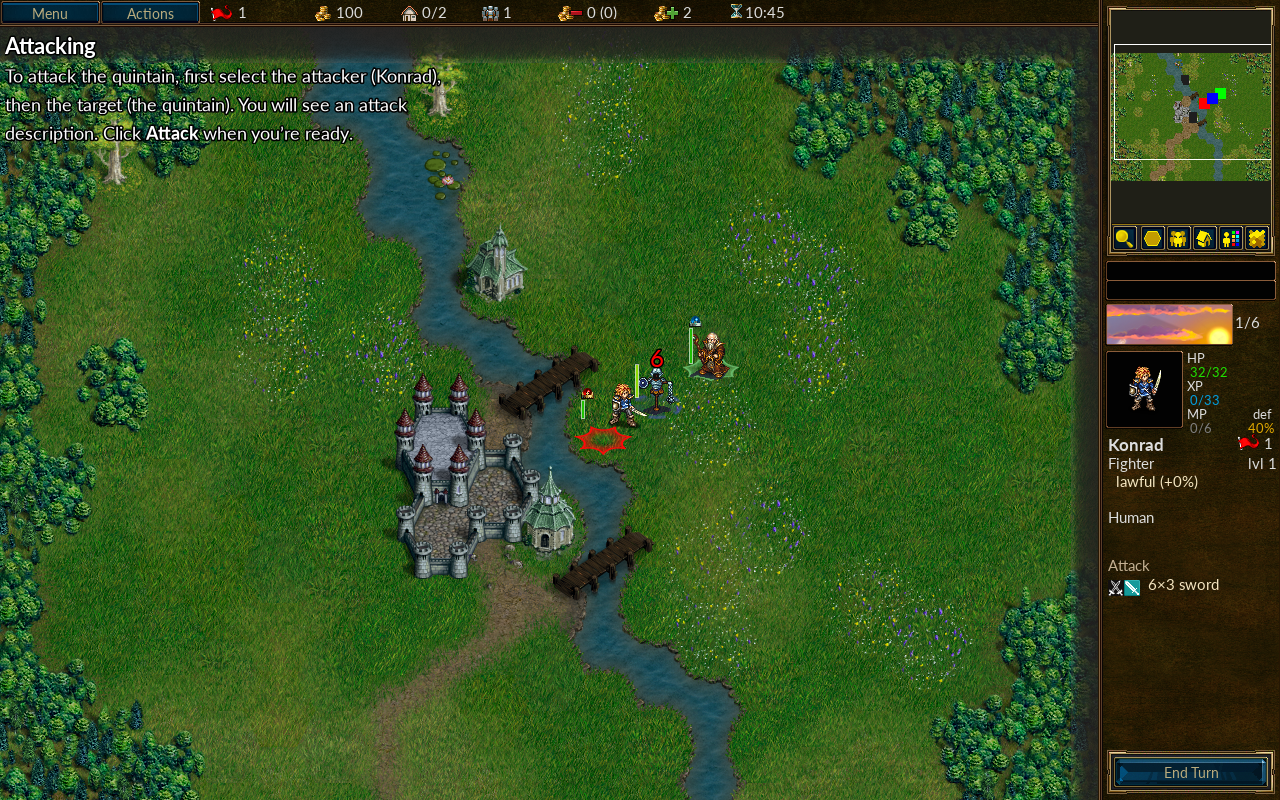 Menu
Actions
1
100
0/2
1
0 (0)
2
10:45
Attacking
To attack the quintain, first select the attacker (Konrad),
then the target (the quintain). You will see an attack
description. Click Attack when you're ready.
6
1/6
HP
32/32
XP
0/33
MP
def
0/6
40%
Konrad
1
Fighter
lvl 1
lawful (+0%)
Human
Attack
6×3 sword
End Turn